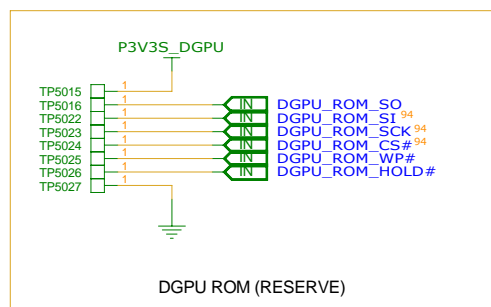 P3V3S_DGPU
TP5015 1
TP5016 1 IN DGPU_ROM_SO
TP5022 1 IN DGPU_ROM_SI 94
TP5023 1 IN DGPU_ROM_SCK 94
TP5024 1 IN DGPU_ROM_CS# 94
TP5025 1 IN DGPU_ROM_WP#
TP5026 1 IN DGPU_ROM_HOLD#
TP5027 1
DGPU ROM (RESERVE)